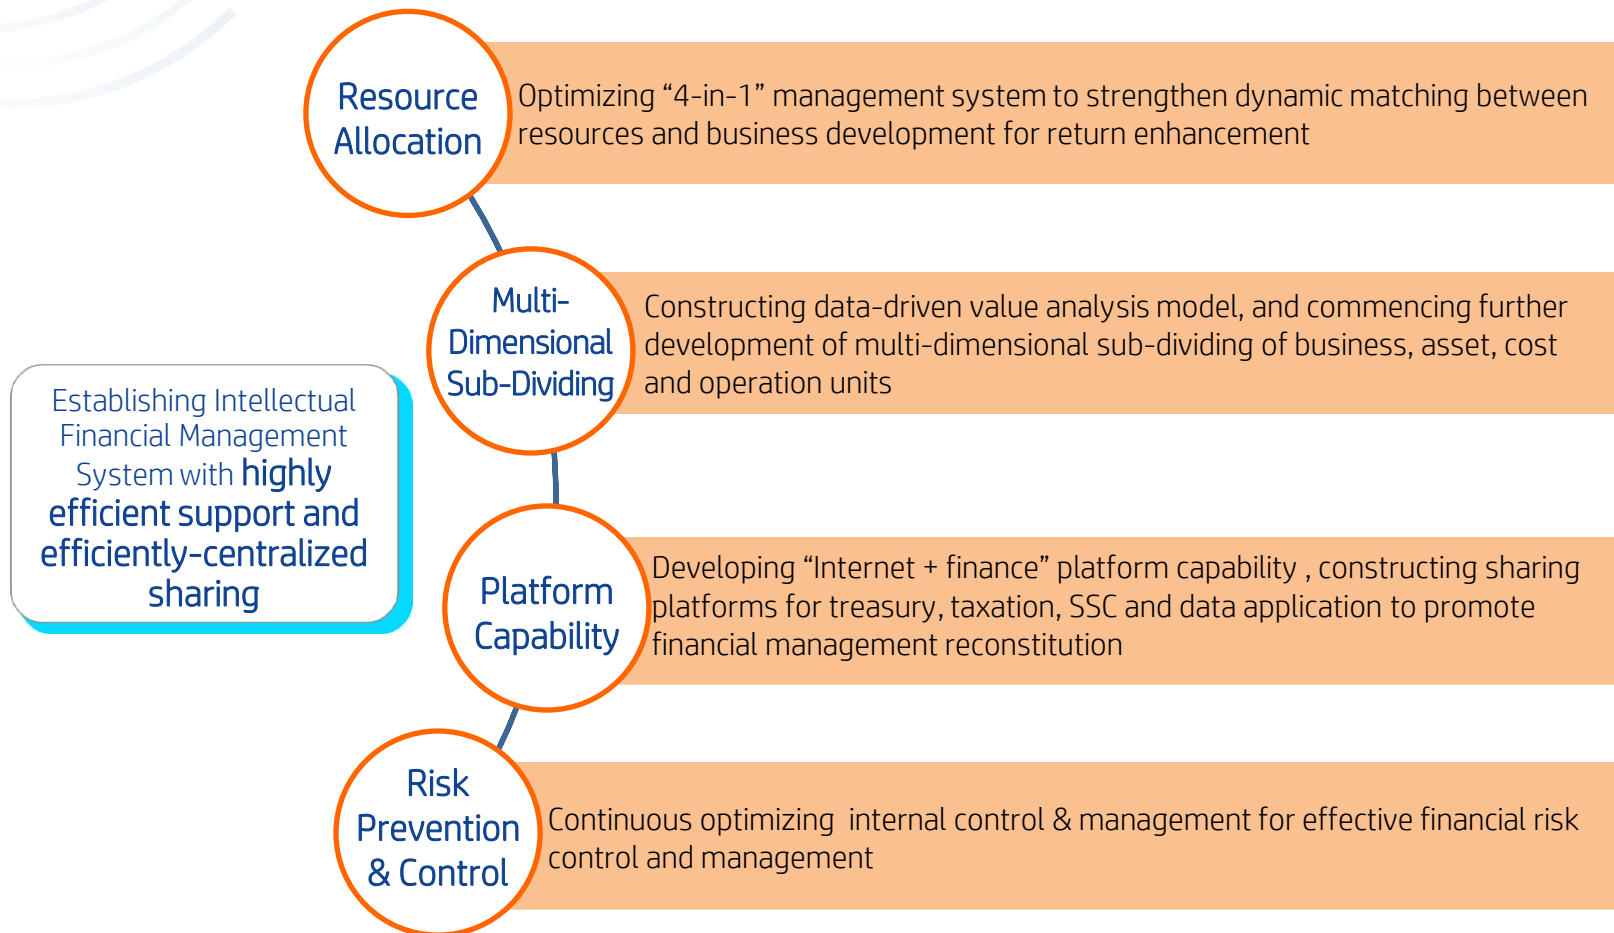 Resource
Allocation
Optimizing “4-in-1” management system to strengthen dynamic matching between
resources and business development for return enhancement
Multi-
Dimensional
Sub-Dividing
Constructing data-driven value analysis model, and commencing further
development of multi-dimensional sub-dividing of business, asset, cost
and operation units
Establishing Intellectual
Financial Management
System with highly
efficient support and
efficiently-centralized
sharing
Platform
Capability
Developing “Internet + finance” platform capability , constructing sharing
platforms for treasury, taxation, SSC and data application to promote
financial management reconstitution
Risk
Prevention
& Control
Continuous optimizing  internal control & management for effective financial risk
control and management